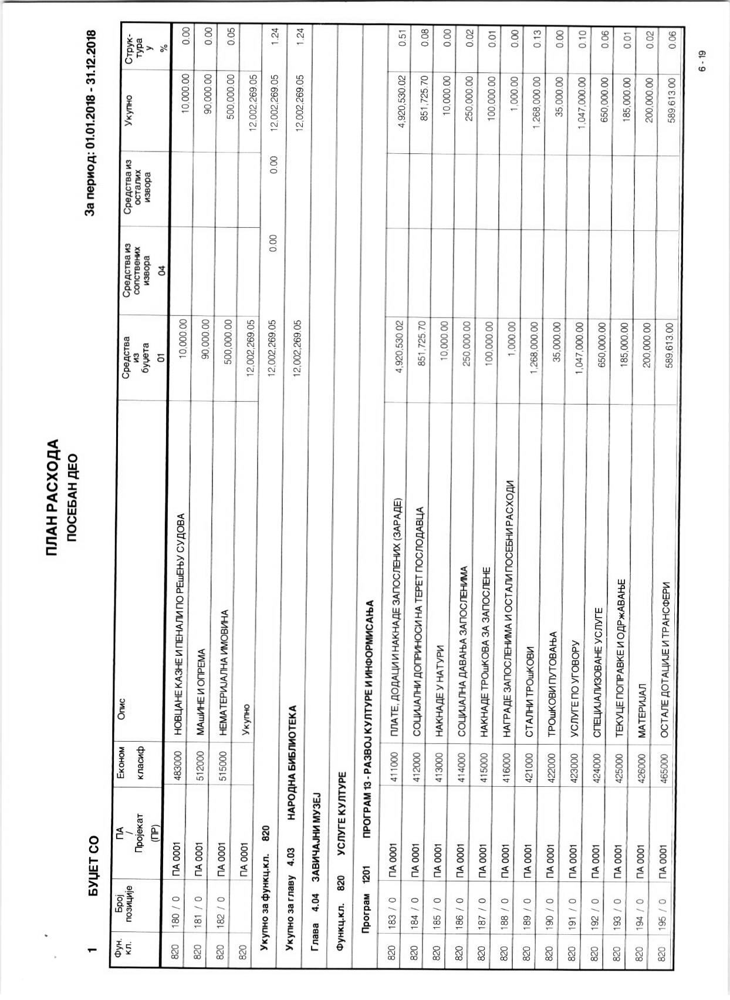 ПЛАН РАСХОДА
ПОСЕБАН ДЕО
1 БУЏЕТ СО За период: 01.01.2018 - 31.12.2018
Фун. кл. Број позиције ПА / Пројекат (ПР) Економ класиф Опис Средства из буџета 01 Средства из сопствених извора 04 Средства из осталих извора Укупно Струк- тура у %
820 180 / 0 ПА 0001 483000 НОВЦАНЕ КАЗНЕ И ПЕНАЛИ ПО РЕшЕЊУ СУДОВА 10,000.00 10,000.00 0.00
820 181 / 0 ПА 0001 512000 МАшИНЕ И ОПРЕМА 90,000.00 90,000.00 0.00
820 182 / 0 ПА 0001 515000 НЕМАТЕРИЈАЛНА ИМОВИНА 500,000.00 500,000.00 0.05
820 ПА 0001 Укупно 12,002,269.05 12,002,269.05
Укупно за функц.кл. 820 12,002,269.05 0.00 0.00 12,002,269.05 1.24
Укупно за главу 4.03 НАРОДНА БИБЛИОТЕКА 12,002,269.05 12,002,269.05 1.24
Глава 4.04 ЗАВИЧАЈНИ МУЗЕЈ
Функц.кл. 820 УСЛУГЕ КУЛТУРЕ
Програм 1201 ПРОГРАМ 13 - РАЗВОЈ КУЛТУРЕ И ИНФОРМИСАЊА
820 183 / 0 ПА 0001 411000 ПЛАТЕ, ДОДАЦИ И НАКНАДЕ ЗАПОСЛЕНИХ (ЗАРАДЕ) 4,920,530.02 4,920,530.02 0.51
820 184 / 0 ПА 0001 412000 СОЦИЈАЛНИ ДОПРИНОСИ НА ТЕРЕТ ПОСЛОДАВЦА 851,725.70 851,725.70 0.08
820 185 / 0 ПА 0001 413000 НАКНАДЕ У НАТУРИ 10,000.00 10,000.00 0.00
820 186 / 0 ПА 0001 414000 СОЦИЈАЛНА ДАВАЊА ЗАПОСЛЕНИМА 250,000.00 250,000.00 0.02
820 187 / 0 ПА 0001 415000 НАКНАДЕ ТРОшКОВА ЗА ЗАПОСЛЕНЕ 100,000.00 100,000.00 0.01
820 188 / 0 ПА 0001 416000 НАГРАДЕ ЗАПОСЛЕНИМА И ОСТАЛИ ПОСЕБНИ РАСХОДИ 1,000.00 1,000.00 0.00
820 189 / 0 ПА 0001 421000 СТАЛНИ ТРОшКОВИ 1,268,000.00 1,268,000.00 0.13
820 190 / 0 ПА 0001 422000 ТРОшКОВИ ПУТОВАЊА 35,000.00 35,000.00 0.00
820 191 / 0 ПА 0001 423000 УСЛУГЕ ПО УГОВОРУ 1,047,000.00 1,047,000.00 0.10
820 192 / 0 ПА 0001 424000 СПЕЦИЈАЛИЗОВАНЕ УСЛУГЕ 650,000.00 650,000.00 0.06
820 193 / 0 ПА 0001 425000 ТЕКУЦЕ ПОПРАВКЕ И ОДРжАВАЊЕ 185,000.00 185,000.00 0.01
820 194 / 0 ПА 0001 426000 МАТЕРИЈАЛ 200,000.00 200,000.00 0.02
820 195 / 0 ПА 0001 465000 ОСТАЛЕ ДОТАЦИЈЕ И ТРАНСФЕРИ 589,613.00 589,613.00 0.06
6 - 19